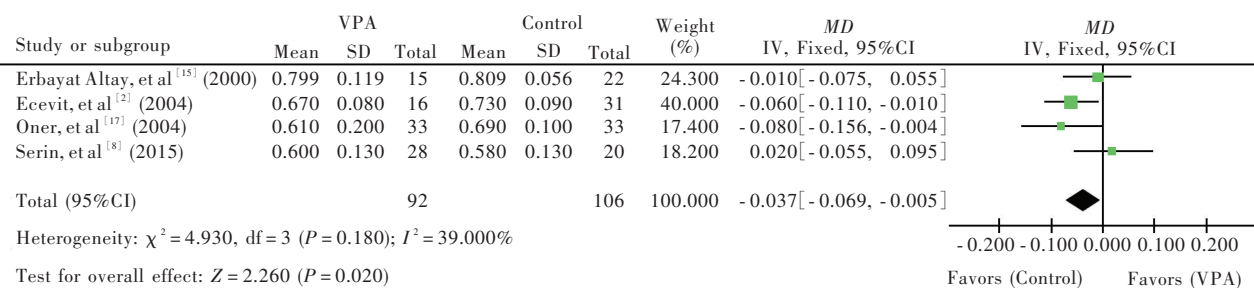 VPA Control Weight MD MD
Study or subgroup Mean SD Total Mean SD Total (%) IV, Fixed, 95%CI IV, Fixed, 95%CI
Erbayat Altay, et al [15] (2000) 0.799 0.119 15 0.809 0.056 22 24.300 -0.010[-0.075, 0.055]
Ecevit, et al [2] (2004) 0.670 0.080 16 0.730 0.090 31 40.000 -0.060[-0.110, -0.010]
Oner, et al [17] (2004) 0.610 0.200 33 0.690 0.100 33 17.400 -0.080[-0.156, -0.004]
Serin, et al [8] (2015) 0.600 0.130 28 0.580 0.130 20 18.200 0.020[-0.055, 0.095]
Total (95%CI) 92 106 100.000 -0.037[-0.069, -0.005]
Heterogeneity: χ²=4.930, df=3 (P=0.180); I²=39.000%
-0.200 -0.100 0.000 0.100 0.200
Test for overall effect: Z=2.260 (P=0.020)
Favors (Control) Favors (VPA)